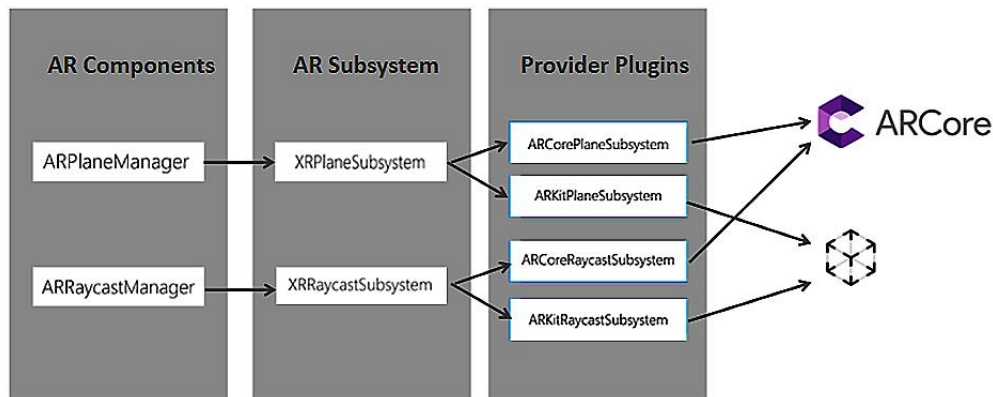 AR Components
AR Subsystem
Provider Plugins
ARPlaneManager
XRPlaneSubsystem
ARCorePlaneSubsystem
ARKitPlaneSubsystem
ARCore
ARRaycastManager
XRRaycastSubsystem
ARCoreRaycastSubsystem
ARKitRaycastSubsystem